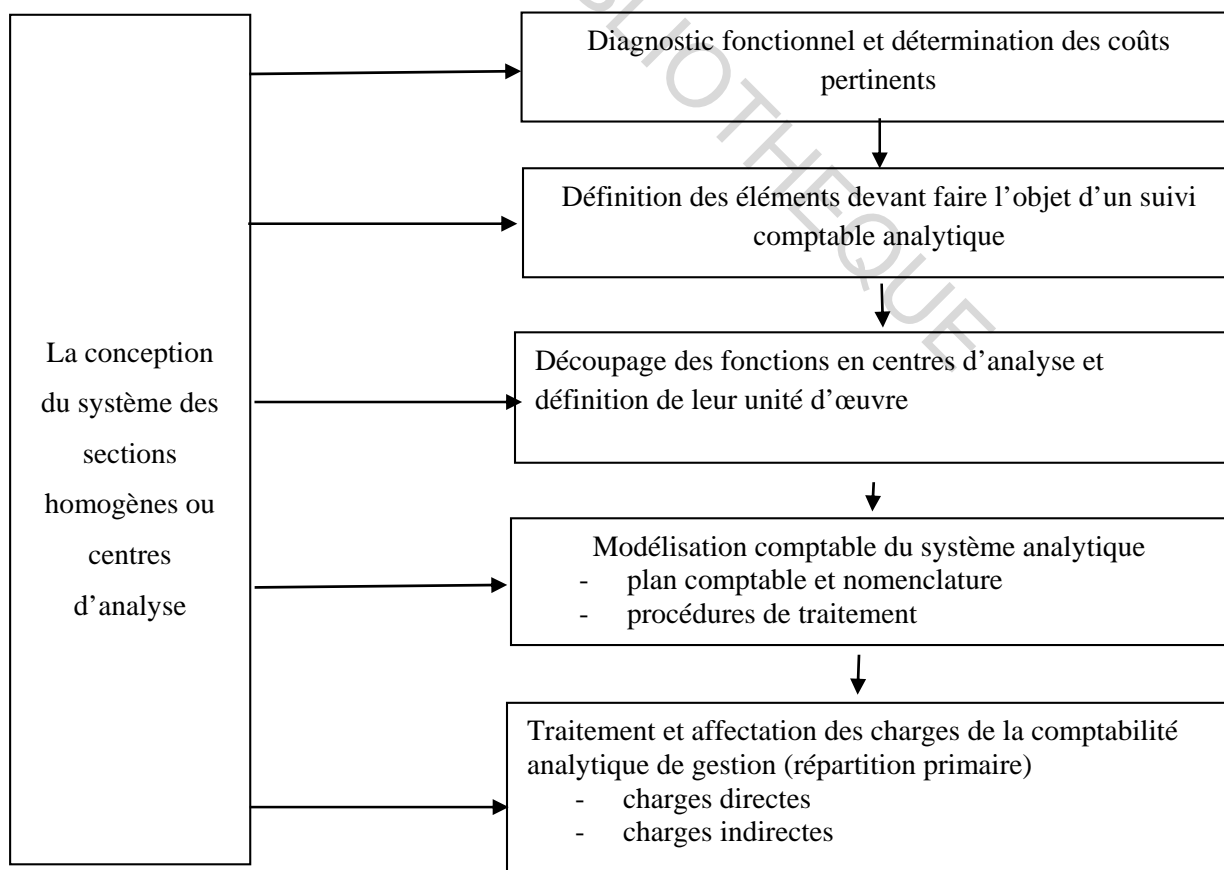 La conception
du système des
sections
homogènes ou
centres
d’analyse
Diagnostic fonctionnel et détermination des coûts
pertinents
Définition des éléments devant faire l’objet d’un suivi
comptable analytique
Découpage des fonctions en centres d’analyse et
définition de leur unité d’œuvre
Modélisation comptable du système analytique
- plan comptable et nomenclature
- procédures de traitement
Traitement et affectation des charges de la comptabilité
analytique de gestion (répartition primaire)
- charges directes
- charges indirectes
BLIOTHEQUE